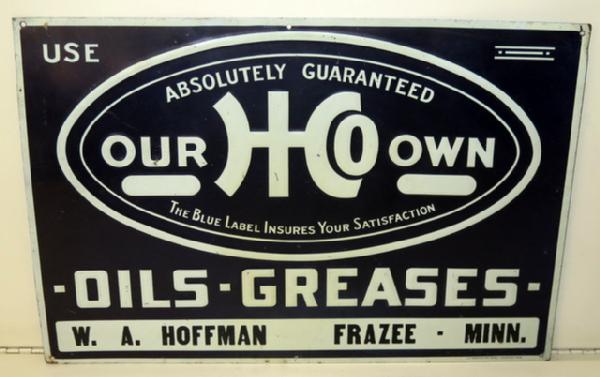 USE
ABSOLUTELY GUARANTEED
OUR HCO OWN
THE BLUE LABEL INSURES YOUR SATISFACTION
- OILS - GREASES -
W. A. HOFFMAN FRAZEE - MINN.